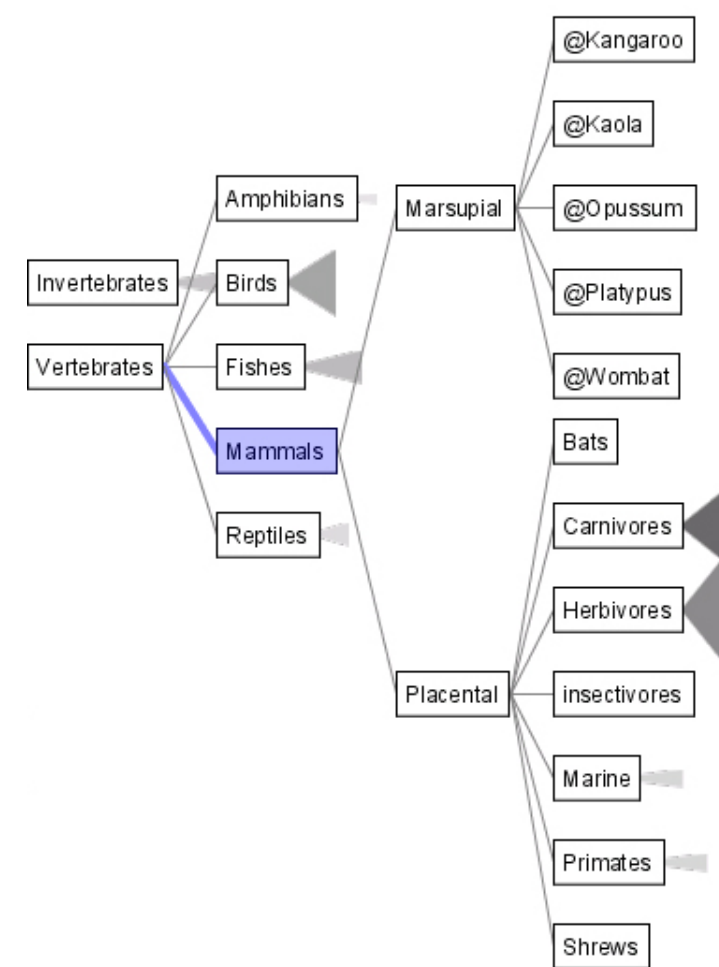 Invertebrates
Vertebrates
Amphibians
Birds
Fishes
Mammals
Reptiles
Marsupial
Placental
@Kangaroo
@Kaola
@Opussum
@Platypus
@Wombat
Bats
Carnivores
Herbivores
insectivores
Marine
Primates
Shrews